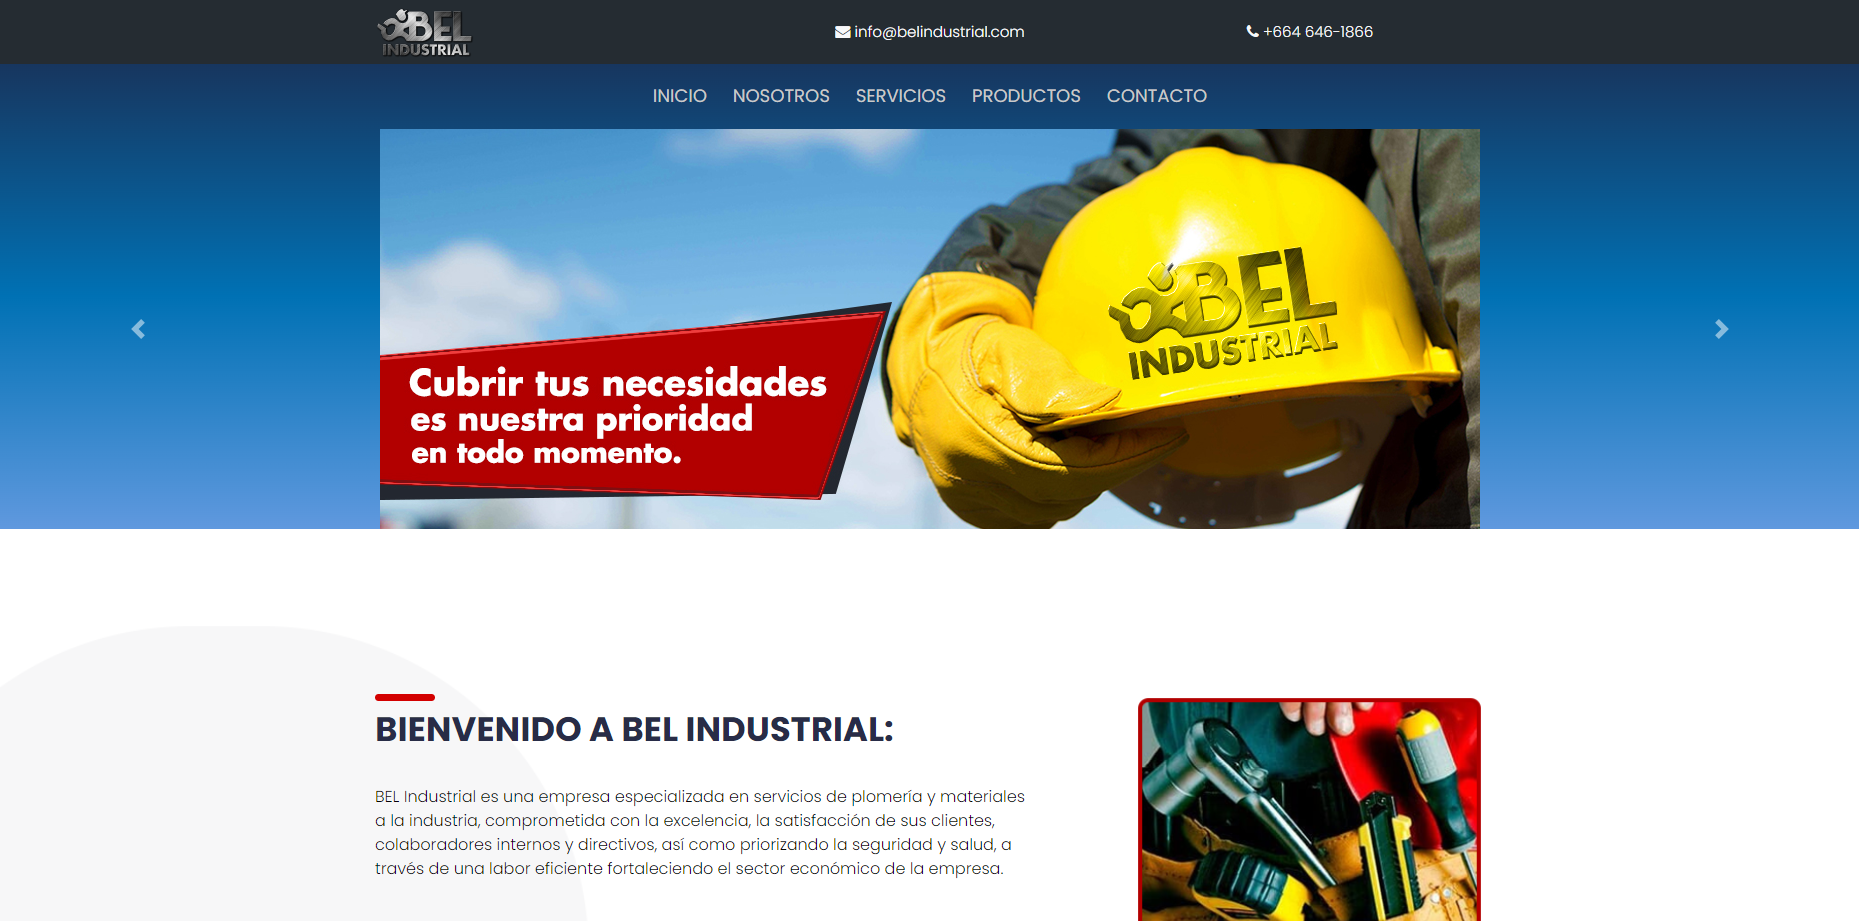 BEL
INDUSTRIAL
info@belindustrial.com
+664 646-1866
INICIO NOSOTROS SERVICIOS PRODUCTOS CONTACTO
BEL
INDUSTRIAL
Cubrir tus necesidades
es nuestra prioridad
en todo momento.
BIENVENIDO A BEL INDUSTRIAL:
BEL Industrial es una empresa especializada en servicios de plomería y materiales
a la industria, comprometida con la excelencia, la satisfacción de sus clientes,
colaboradores internos y directivos, así como priorizando la seguridad y salud, a
través de una labor eficiente fortaleciendo el sector económico de la empresa.